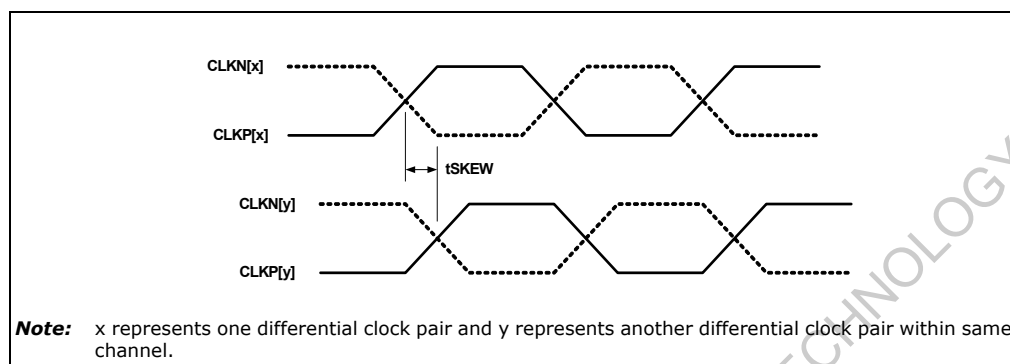 CLKN[x]
CLKP[x]
tSKEW
CLKN[y]
CLKP[y]
Note: x represents one differential clock pair and y represents another differential clock pair within same
channel.
TECHNOLOGY